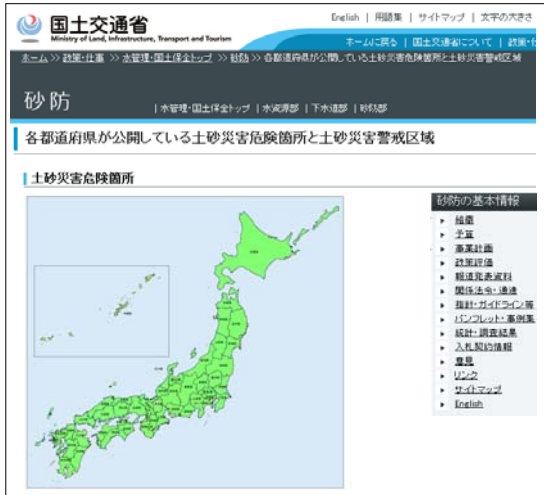 国土交通省
Ministry of Land, Infrastructure, Transport and Tourism
English | 用語集 | サイトマップ | 文字の大きさ
ホームに戻る | 国土交通省について | 政策・仕
ホーム >> 政策・仕事 >> 水管理・国土保全トップ >> 砂防 >> 各都道府県が公開している土砂災害危険箇所と土砂災害警戒区域
砂防
| 水管理・国土保全トップ | 水資源部 | 下水道部 | 砂防部
各都道府県が公開している土砂災害危険箇所と土砂災害警戒区域
土砂災害危険箇所
砂防の基本情報
組織
予算
事業計画
政策評価
報道発表資料
関係法令・通達
指針・ガイドライン等
パンフレット・事例集
統計・調査結果
入札契約情報
意見
リンク
サイトマップ
English